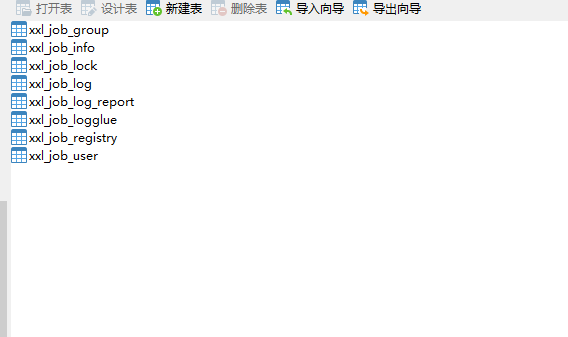 打开表 设计表 新建表 删除表 导入向导 导出向导
xxl_job_group
xxl_job_info
xxl_job_lock
xxl_job_log
xxl_job_log_report
xxl_job_logglue
xxl_job_registry
xxl_job_user